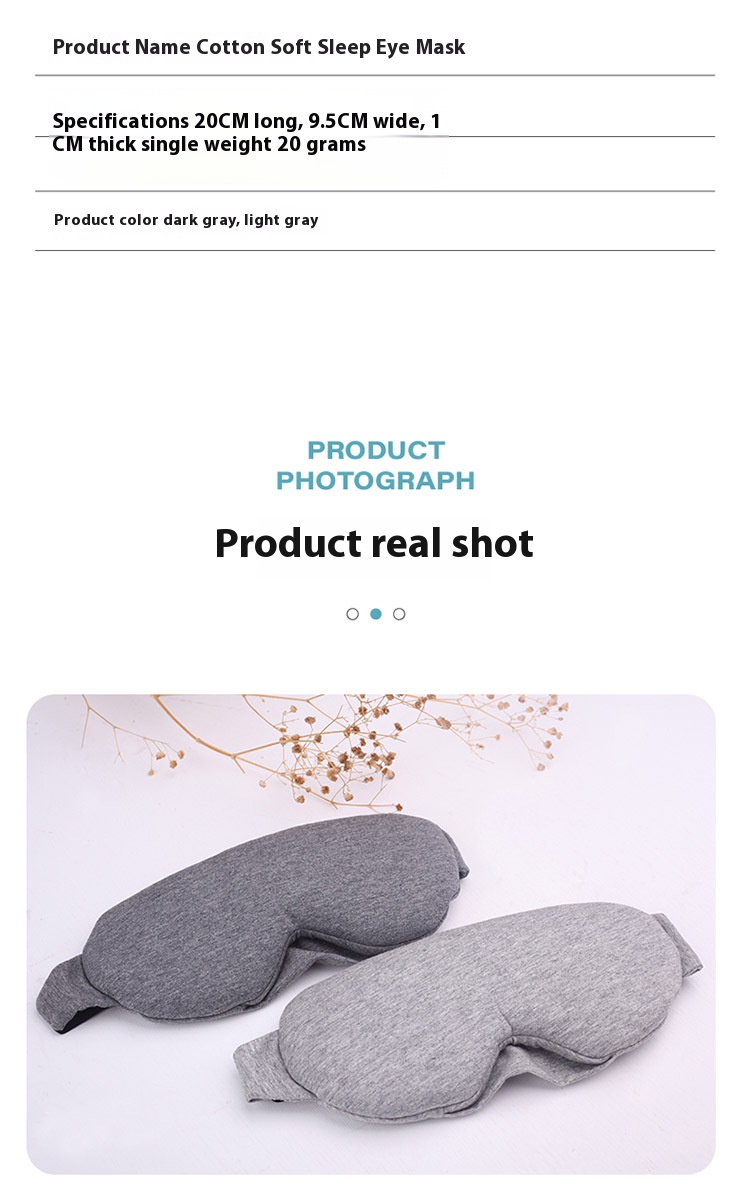 Product Name Cotton Soft Sleep Eye Mask
Specifications 20CM long, 9.5CM wide, 1
CM thick single weight 20 grams
Product color dark gray, light gray
PRODUCT
PHOTOGRAPH
Product real shot